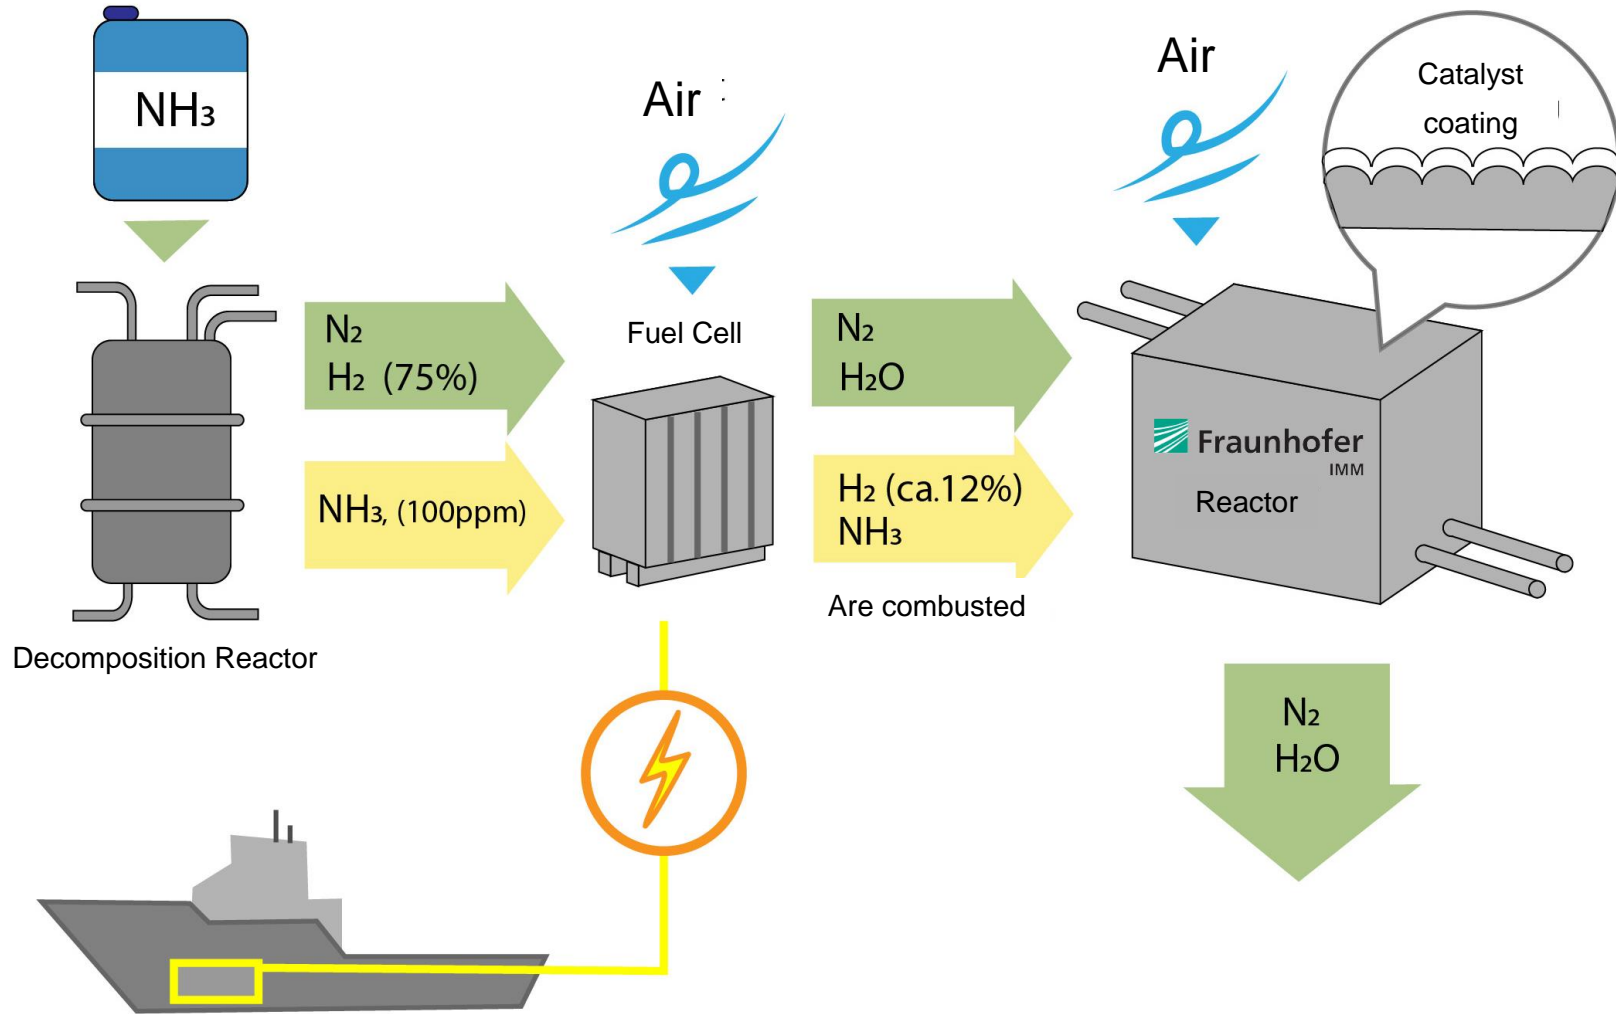 NH₃
Air
Air
Catalyst
coating
N₂
H₂ (75%)
Fuel Cell
N₂
H₂O
NH₃, (100ppm)
H₂ (ca.12%)
NH₃
Are combusted
Fraunhofer
IMM
Reactor
Decomposition Reactor
N₂
H₂O